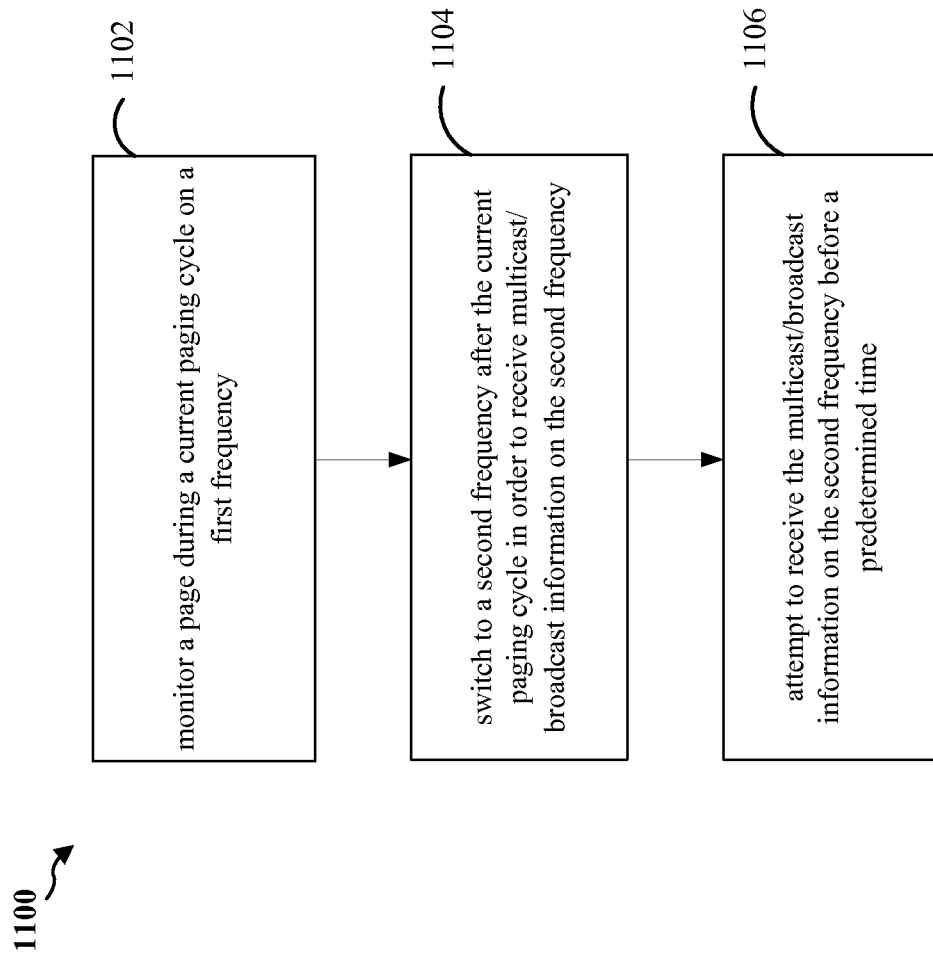 1100
1102
monitor a page during a current paging cycle on a
first frequency
1104
switch to a second frequency after the current
paging cycle in order to receive multicast/
broadcast information on the second frequency
1106
attempt to receive the multicast/broadcast
information on the second frequency before a
predetermined time